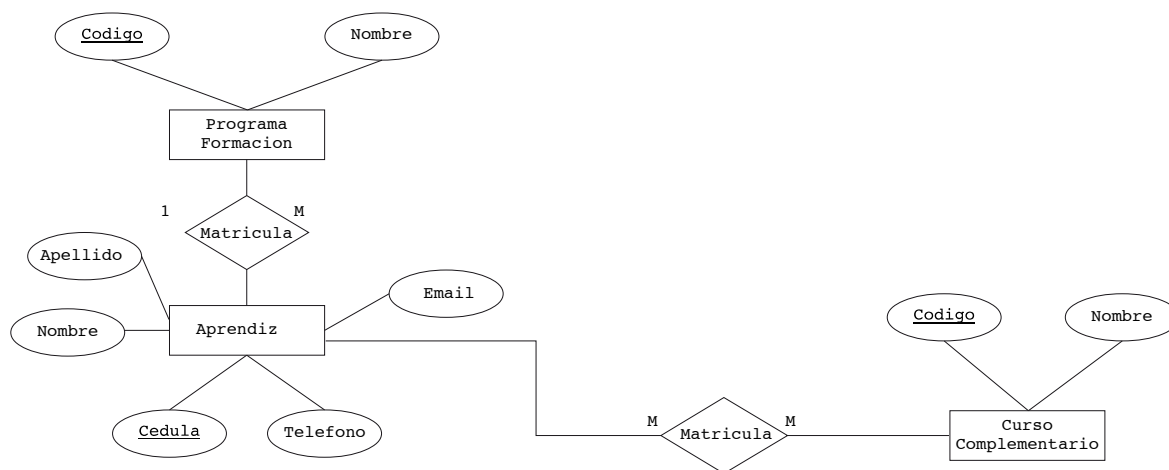 Codigo
Nombre
Programa
Formacion
1
M
Matricula
Apellido
Email
Nombre
Aprendiz
Codigo
Nombre
Cedula
Telefono
M
Matricula
M
Curso
Complementario